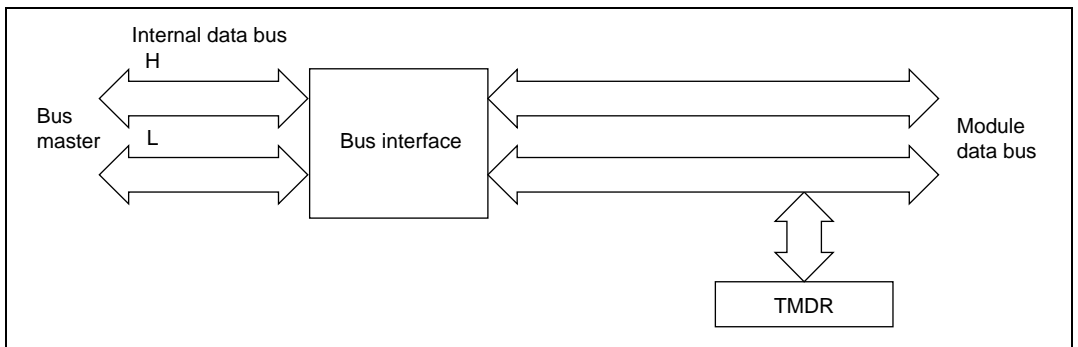 Internal data bus
H
Bus
master
L
Bus interface
Module
data bus
TMDR